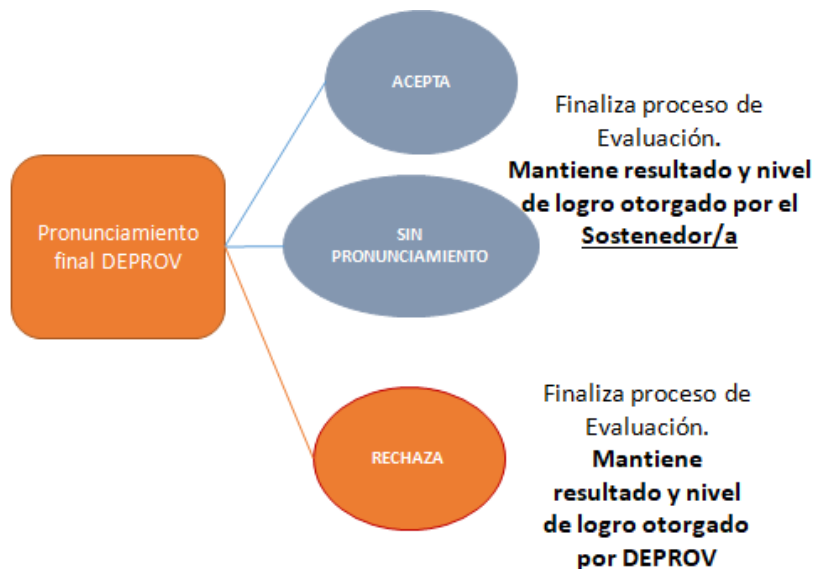 Pronunciamiento
final DEPROV
ACEPTA
Finaliza proceso de
Evaluación.
Mantiene resultado y nivel
de logro otorgado por el
Sostenedor/a
SIN
PRONUNCIAMIENTO
RECHAZA
Finaliza proceso de
Evaluación.
Mantiene
resultado y nivel
de logro otorgado
por DEPROV